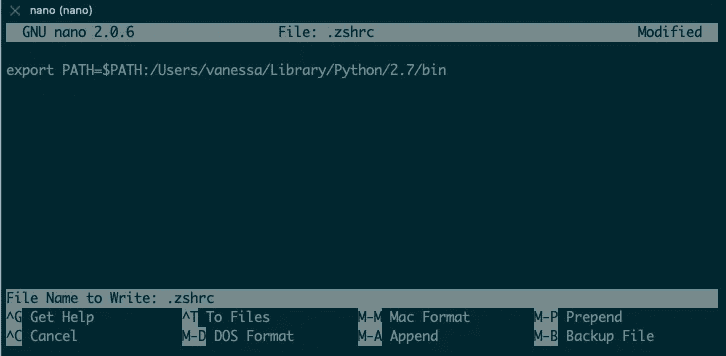 nano (nano)
GNU nano 2.0.6 File: .zshrc Modified
export PATH=$PATH:/Users/vanessa/Library/Python/2.7/bin
File Name to Write: .zshrc
^G Get Help ^T To Files M-M Mac Format M-P Prepend
^C Cancel M-D DOS Format M-A Append M-B Backup File